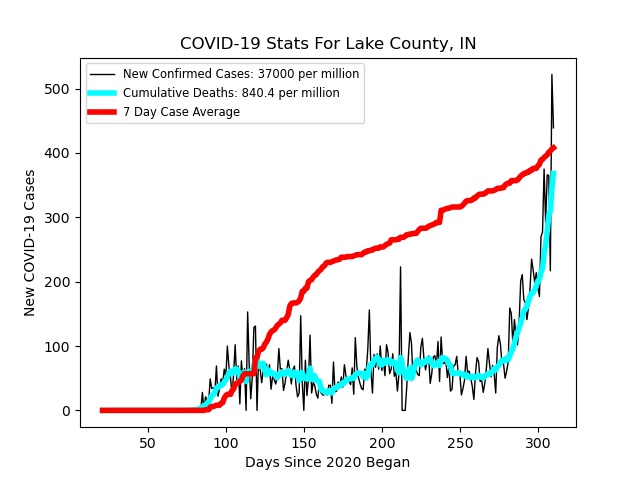 COVID-19 Stats For Lake County, IN
New Confirmed Cases: 37000 per million
Cumulative Deaths: 840.4 per million
7 Day Case Average
New COVID-19 Cases
500
400
300
200
100
0
50 100 150 200 250 300
Days Since 2020 Began